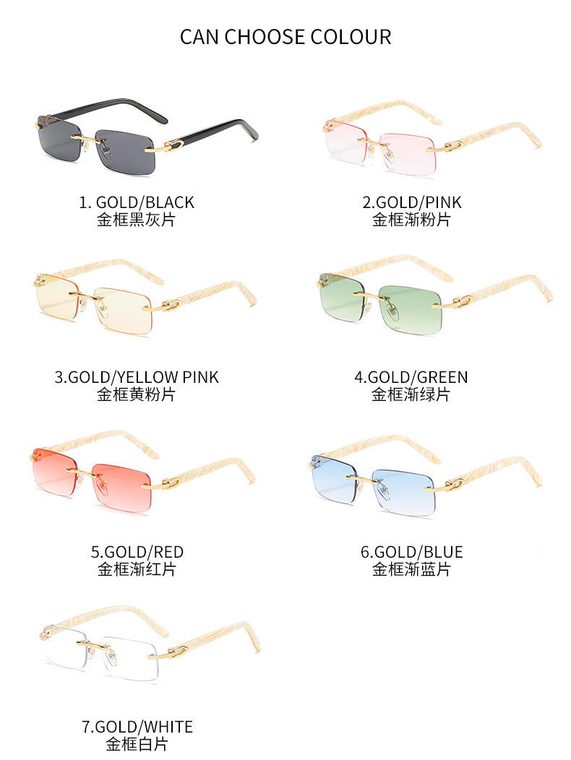 CAN CHOOSE COLOUR
1. GOLD/BLACK
金框黑灰片
2.GOLD/PINK
金框渐粉片
3.GOLD/YELLOW PINK
金框黄粉片
4.GOLD/GREEN
金框渐绿片
5.GOLD/RED
金框渐红片
6.GOLD/BLUE
金框渐蓝片
7.GOLD/WHITE
金框白片